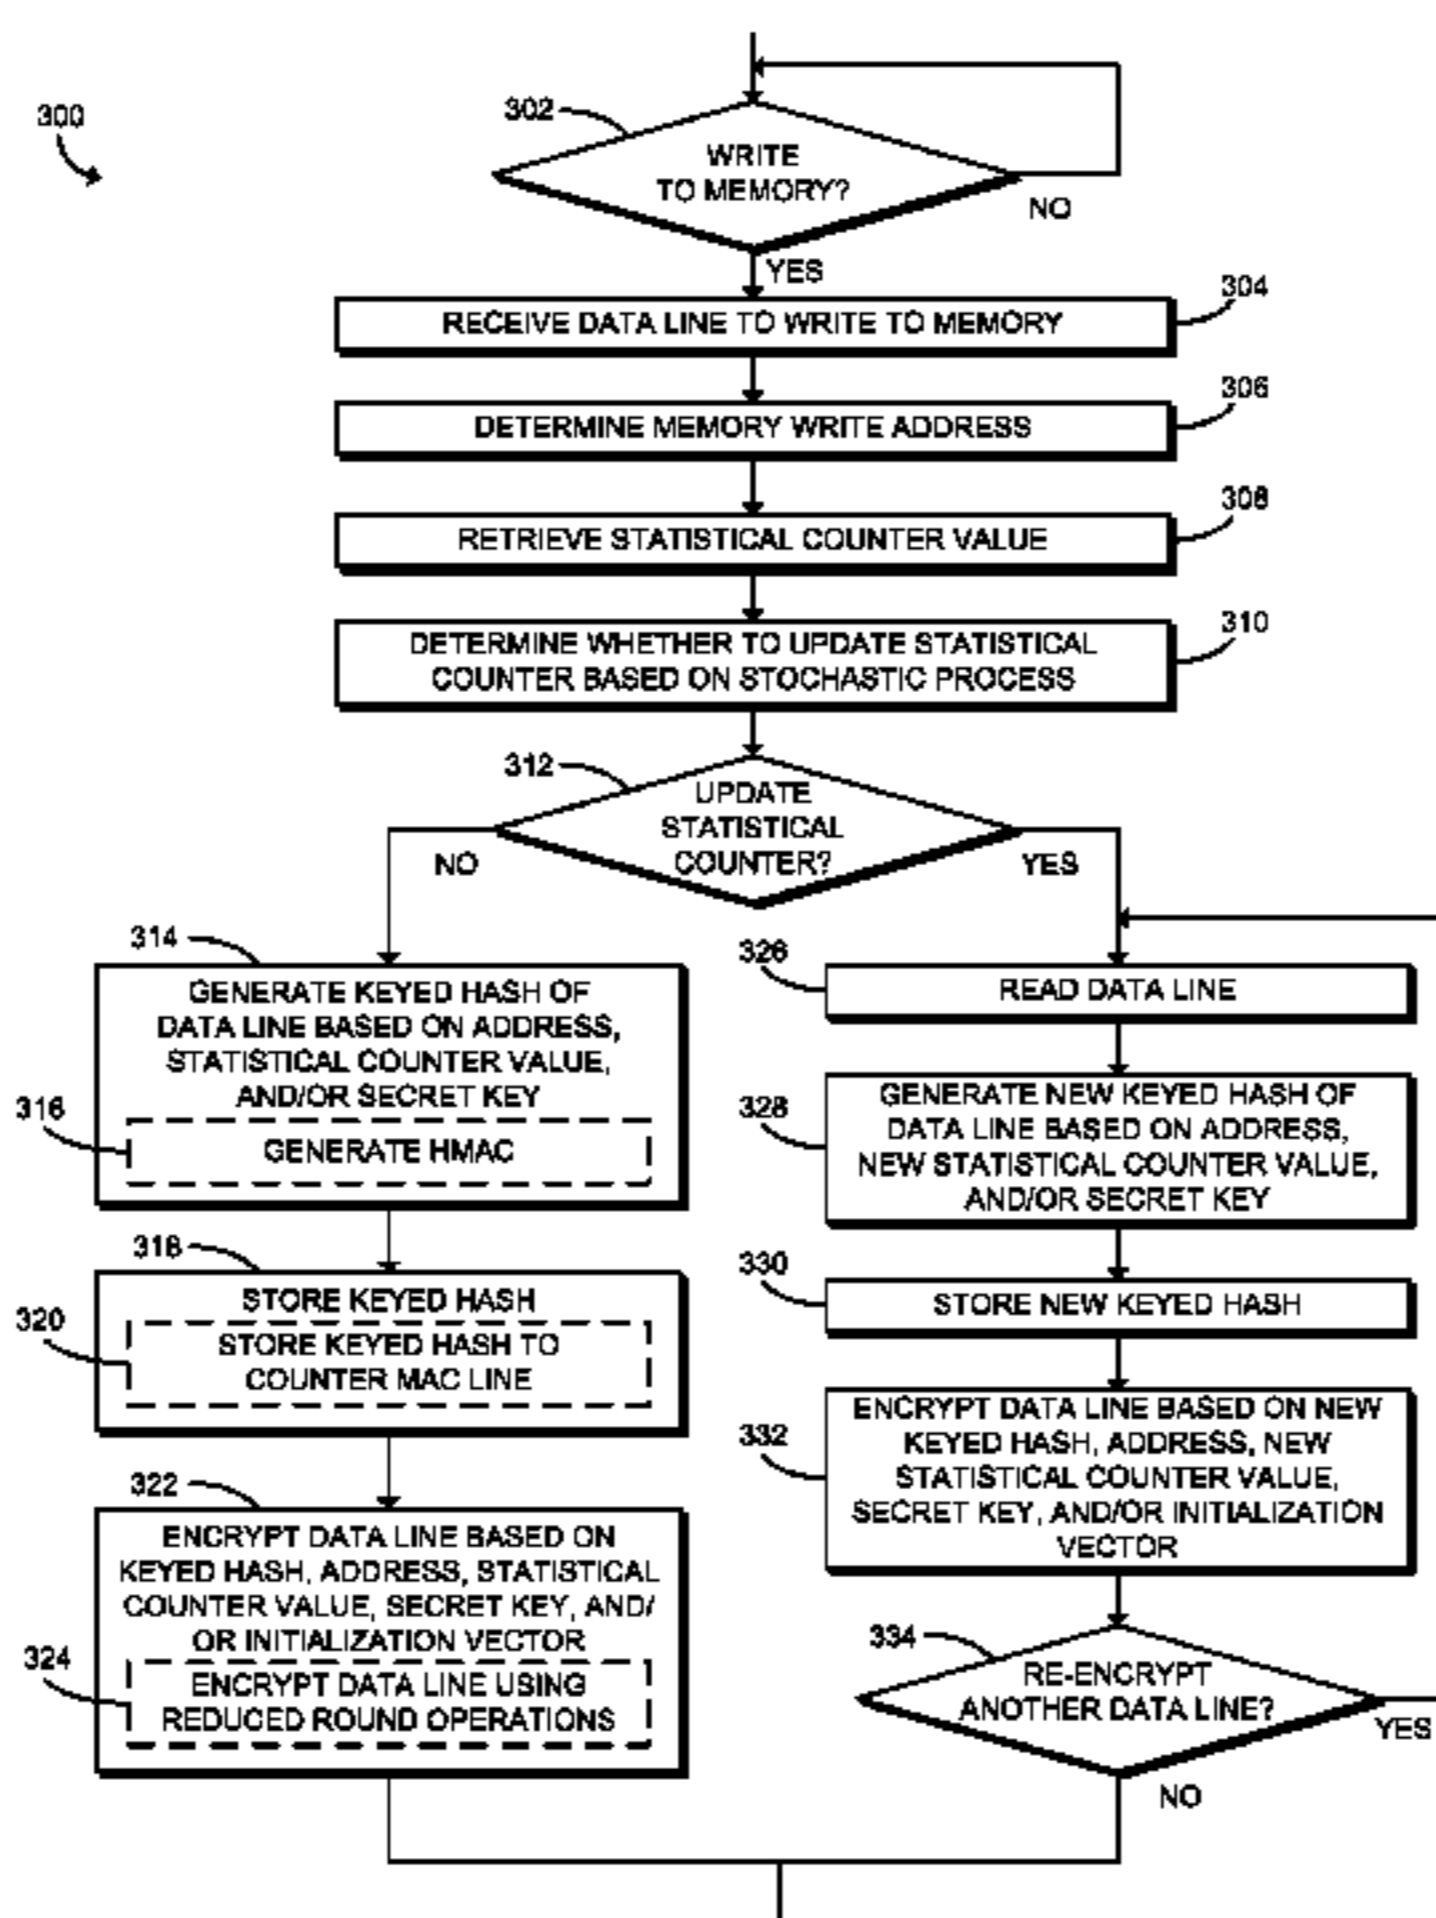 300
302
WRITE
TO MEMORY?
NO
YES
304
RECEIVE DATA LINE TO WRITE TO MEMORY
306
DETERMINE MEMORY WRITE ADDRESS
308
RETRIEVE STATISTICAL COUNTER VALUE
310
DETERMINE WHETHER TO UPDATE STATISTICAL
COUNTER BASED ON STOCHASTIC PROCESS
312
UPDATE
STATISTICAL
COUNTER?
NO
YES
314
GENERATE KEYED HASH OF
DATA LINE BASED ON ADDRESS,
STATISTICAL COUNTER VALUE,
AND/OR SECRET KEY
316
GENERATE HMAC
318
STORE KEYED HASH
320
STORE KEYED HASH TO
COUNTER MAC LINE
322
ENCRYPT DATA LINE BASED ON
KEYED HASH, ADDRESS, STATISTICAL
COUNTER VALUE, SECRET KEY, AND/
OR INITIALIZATION VECTOR
324
ENCRYPT DATA LINE USING
REDUCED ROUND OPERATIONS
326
READ DATA LINE
328
GENERATE NEW KEYED HASH OF
DATA LINE BASED ON ADDRESS,
NEW STATISTICAL COUNTER VALUE,
AND/OR SECRET KEY
330
STORE NEW KEYED HASH
332
ENCRYPT DATA LINE BASED ON NEW
KEYED HASH, ADDRESS, NEW
STATISTICAL COUNTER VALUE,
SECRET KEY, AND/OR INITIALIZATION
VECTOR
334
RE-ENCRYPT
ANOTHER DATA LINE?
YES
NO